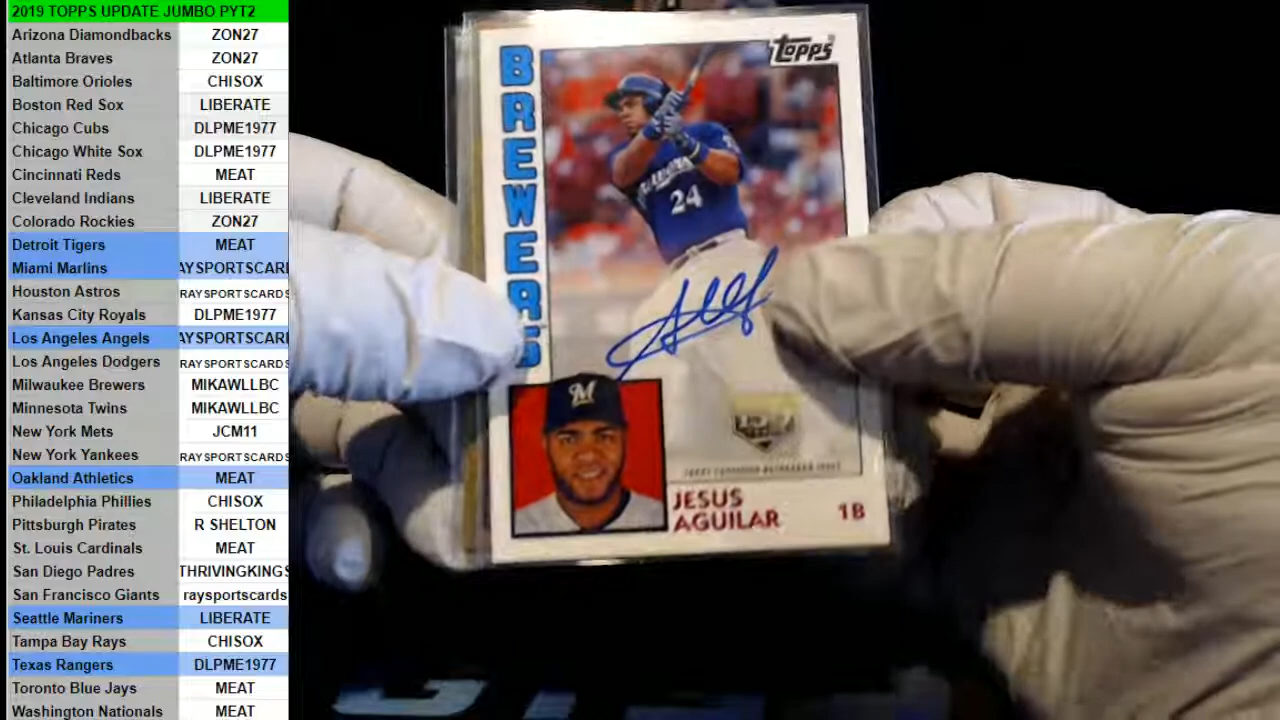 2019 TOPPS UPDATE JUMBO PYT2
Arizona Diamondbacks ZON27
Atlanta Braves ZON27
Baltimore Orioles CHISOX
Boston Red Sox LIBERATE
Chicago Cubs DLPME1977
Chicago White Sox DLPME1977
Cincinnati Reds MEAT
Cleveland Indians LIBERATE
Colorado Rockies ZON27
Detroit Tigers MEAT
Miami Marlins AYSPORTSCARD
Houston Astros RAYSPORTSCARDS
Kansas City Royals DLPME1977
Los Angeles Angels AYSPORTSCARD
Los Angeles Dodgers RAYSPORTSCARDS
Milwaukee Brewers MIKAWLLBC
Minnesota Twins MIKAWLLBC
New York Mets JCM11
New York Yankees RAYSPORTSCARDS
Oakland Athletics MEAT
Philadelphia Phillies CHISOX
Pittsburgh Pirates R SHELTON
St. Louis Cardinals MEAT
San Diego Padres THRIVINGKINGS
San Francisco Giants raysportscards
Seattle Mariners LIBERATE
Tampa Bay Rays CHISOX
Texas Rangers DLPME1977
Toronto Blue Jays MEAT
Washington Nationals MEAT
BREWERS
Topps
24
M
JESUS
AGUILAR 1B